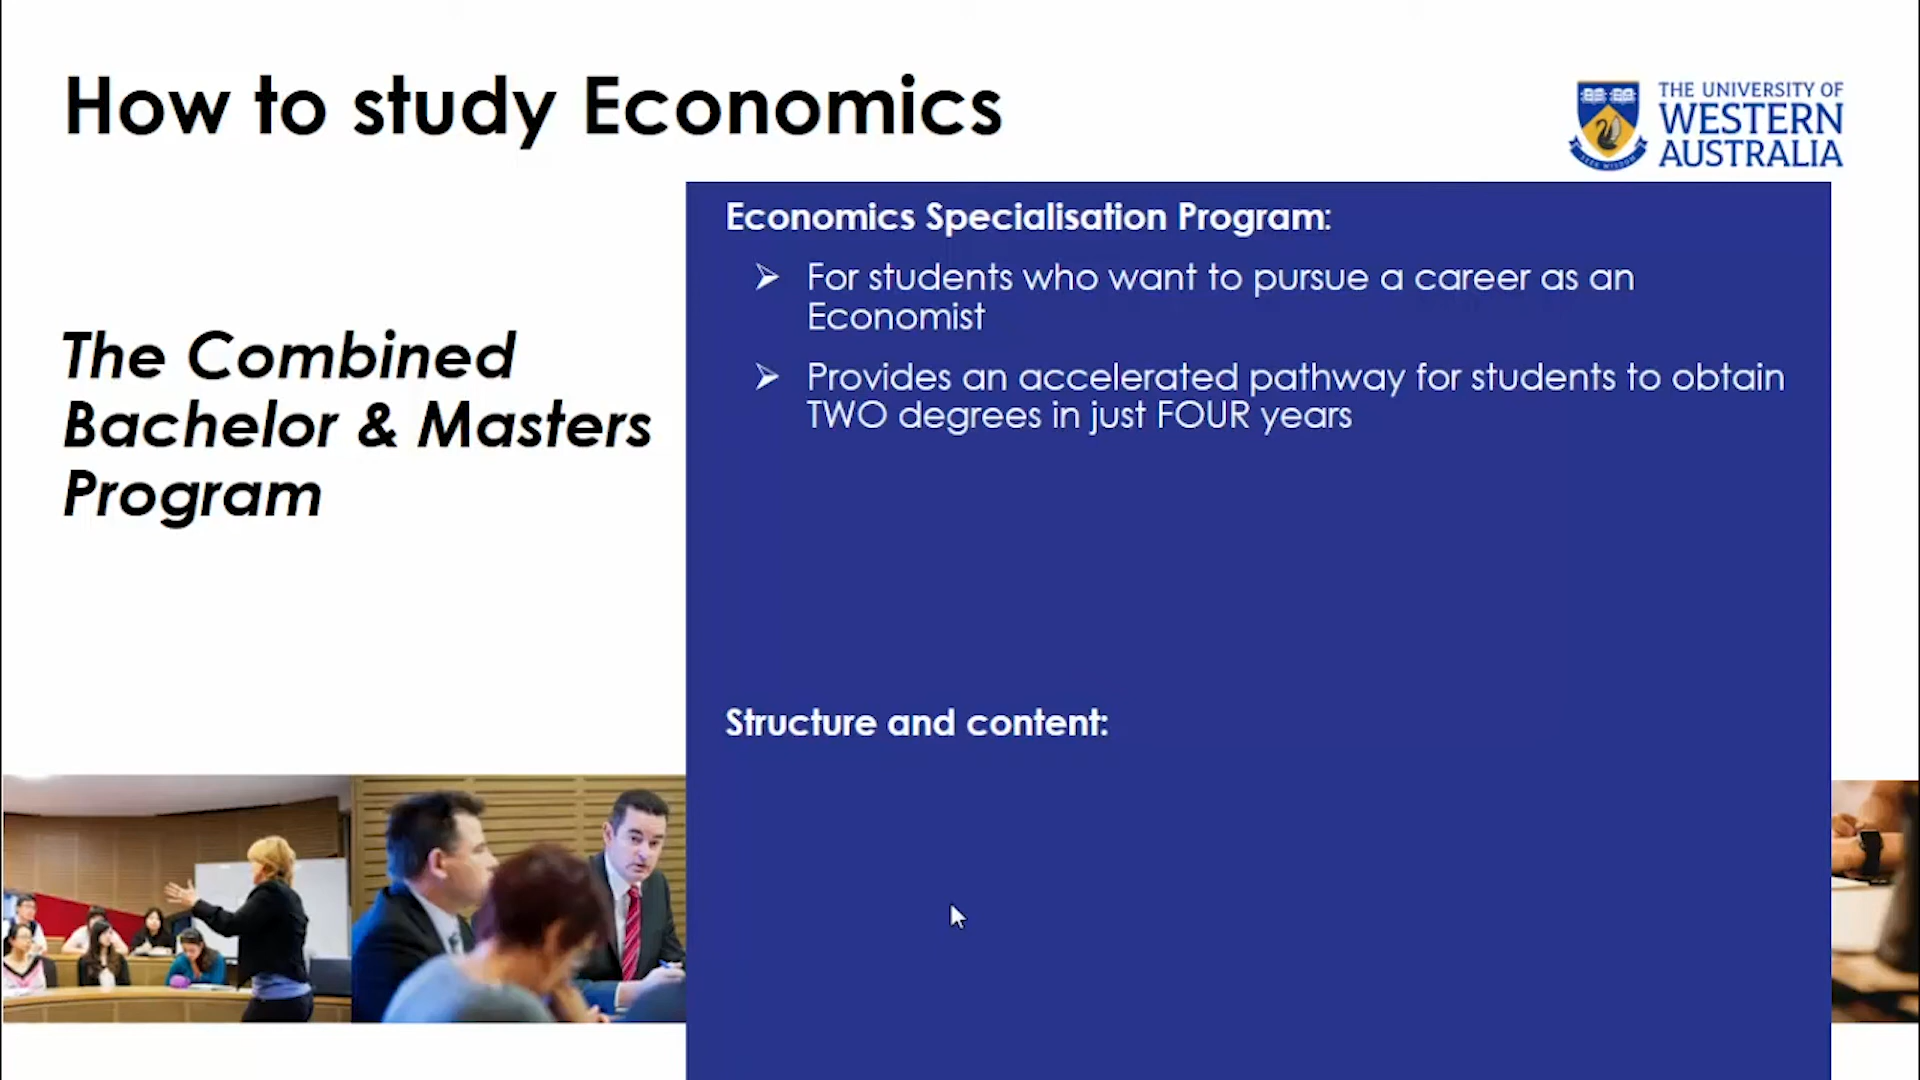 How to study Economics
THE UNIVERSITY OF
WESTERN
AUSTRALIA
SEEK WISDOM
The Combined
Bachelor & Masters
Program
Economics Specialisation Program:
For students who want to pursue a career as an
Economist
Provides an accelerated pathway for students to obtain
TWO degrees in just FOUR years
Structure and content: